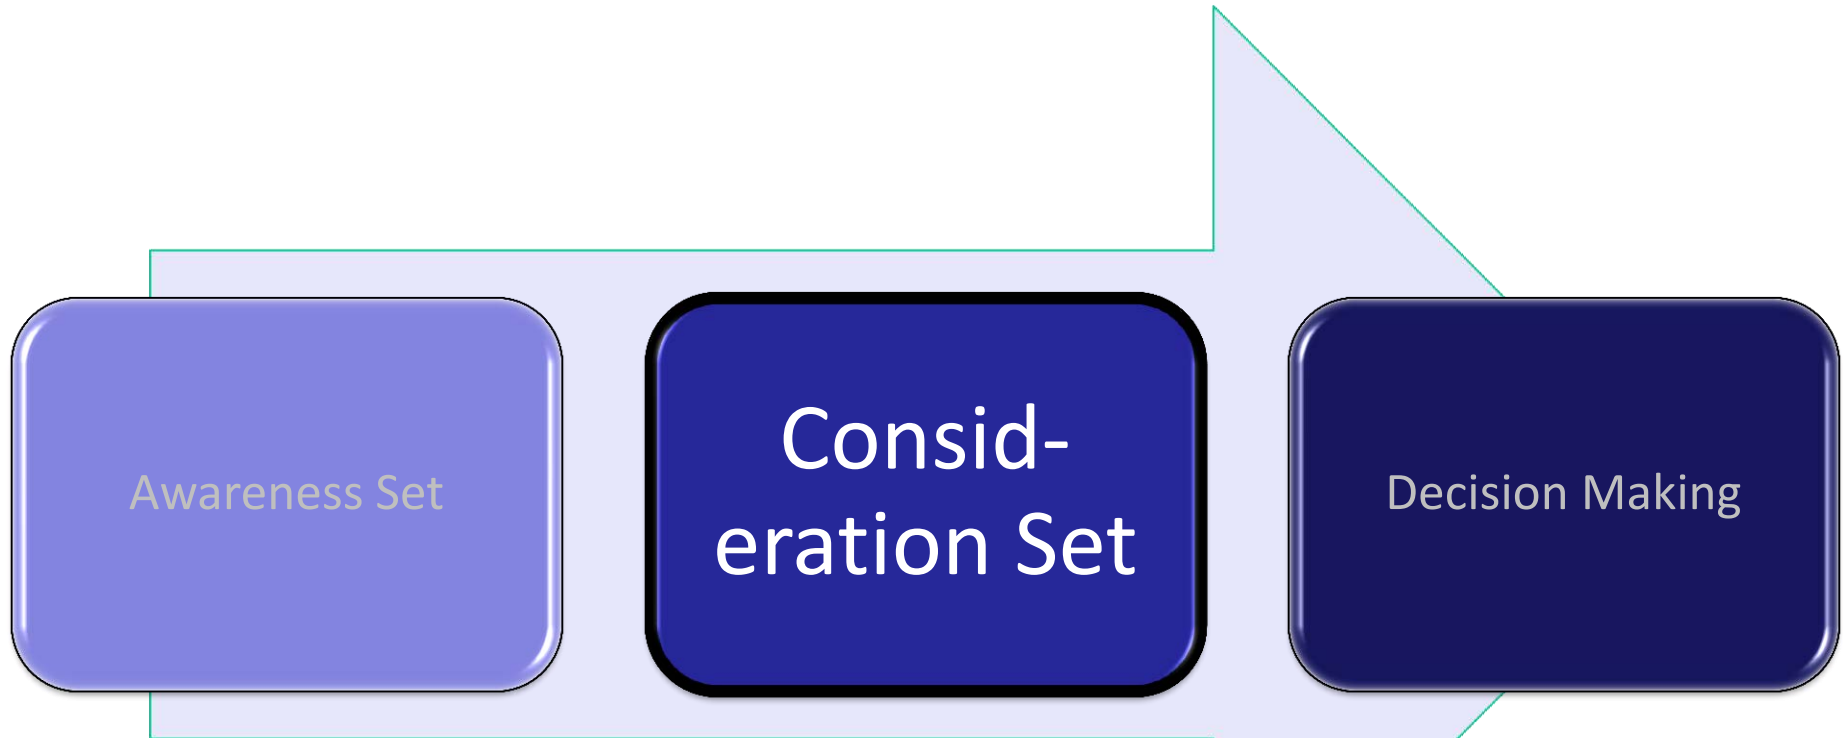 Awareness Set
Consid-
eration Set
Decision Making